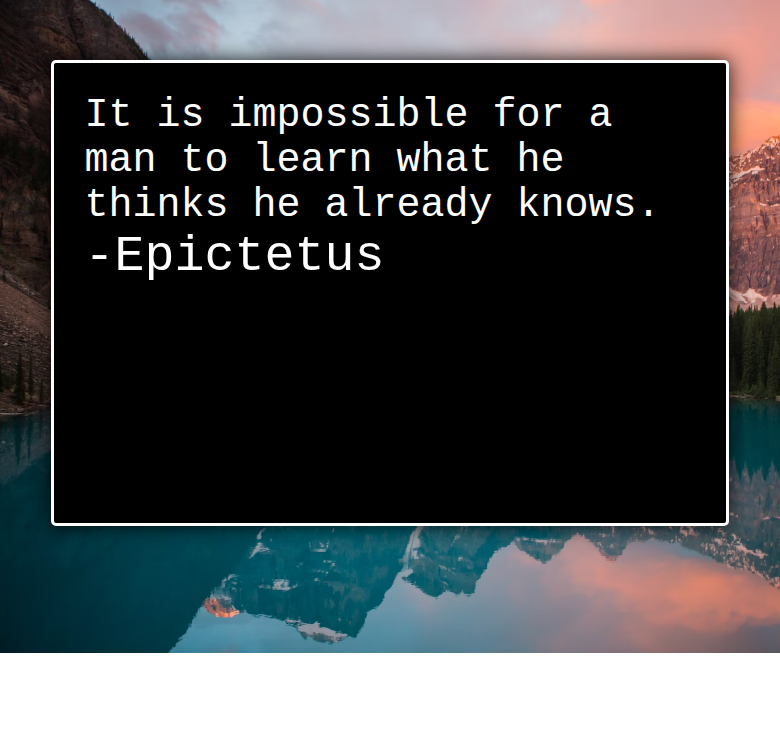 It is impossible for a
man to learn what he
thinks he already knows.
-Epictetus